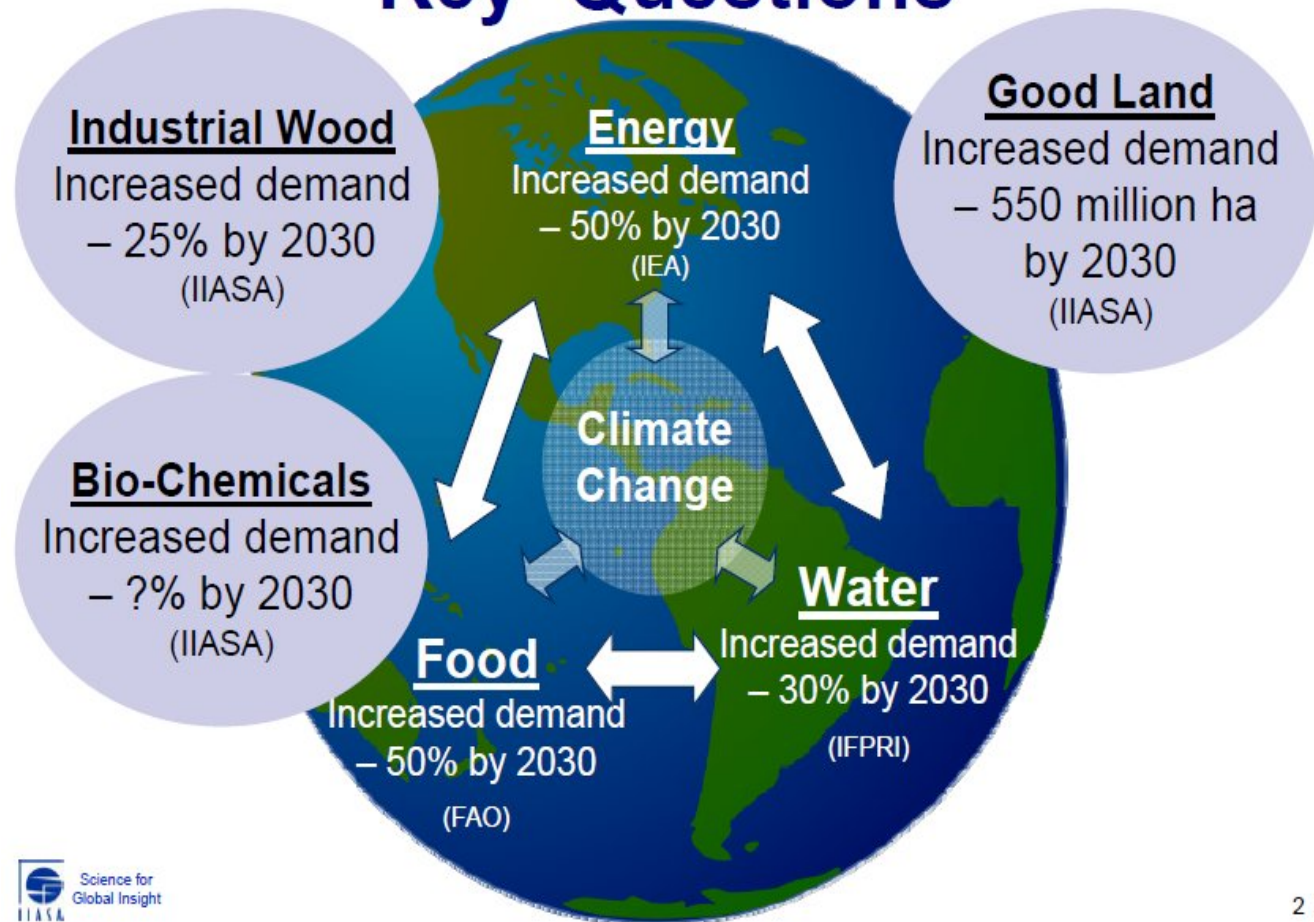 Key Questions
Industrial Wood
Increased demand
– 25% by 2030
(IIASA)
Energy
Increased demand
– 50% by 2030
(IEA)
Good Land
Increased demand
– 550 million ha
by 2030
(IIASA)
Climate
Change
Bio-Chemicals
Increased demand
– ?% by 2030
(IIASA)
Food
Increased demand
– 50% by 2030
(FAO)
Water
Increased demand
– 30% by 2030
(IFPRI)
IIASA
Science for
Global Insight
2